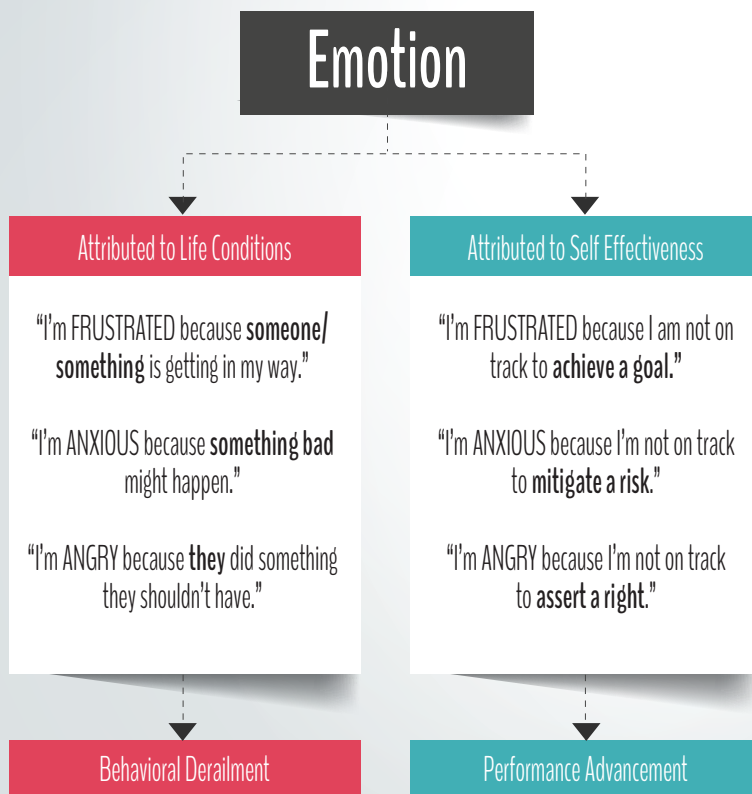 Emotion
Attributed to Life Conditions
“I’m FRUSTRATED because someone/
something is getting in my way.”
“I’m ANXIOUS because something bad
might happen.”
“I’m ANGRY because they did something
they shouldn’t have.”
Behavioral Derailment
Attributed to Self Effectiveness
“I’m FRUSTRATED because I am not on
track to achieve a goal.”
“I’m ANXIOUS because I’m not on track
to mitigate a risk.”
“I’m ANGRY because I’m not on track
to assert a right.”
Performance Advancement